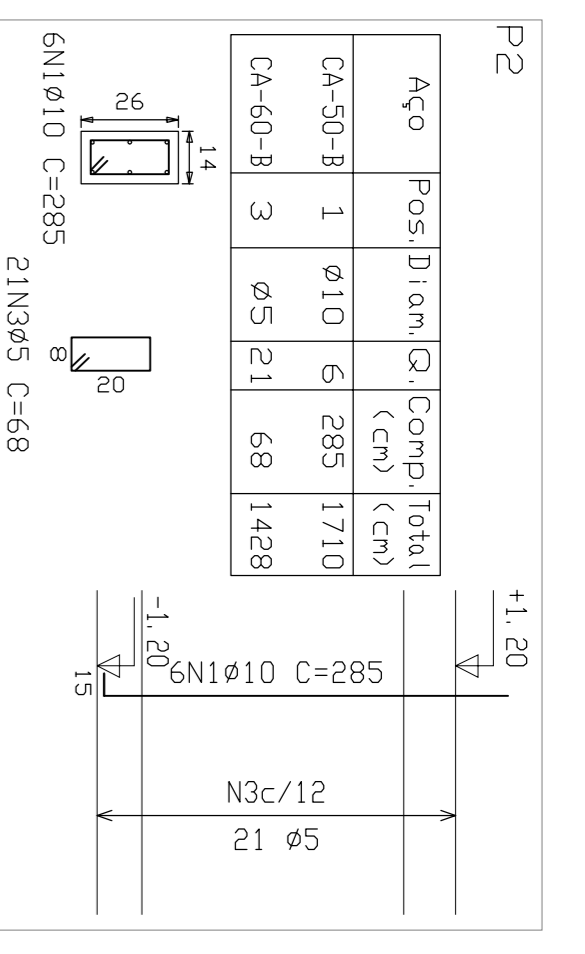 P2
Aço Pos. Diam. Q. Comp. (cm) Total (cm)
CA-50-B 1 Ø10 6 285 1710
CA-60-B 3 Ø5 21 68 1428
26
14
6N1Ø10 C=285
8
20
21N3Ø5 C=68
+1.20
-1.20
6N1Ø10 C=285
15
N3c/12
21 Ø5